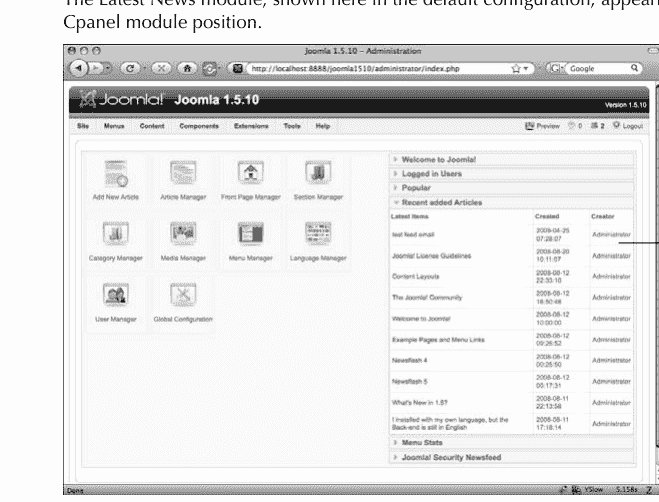 The Latest News module, shown here in the default configuration, appear
Cpanel module position.
Joomla 1.5.10 - Administration
http://localhost:8888/joomla1510/administrator/index.php
Google
Joomla! Joomla 1.5.10
Version 1.5.10
Site Menus Content Components Extensions Tools Help
Preview 0 2 Logout
Add New Article Article Manager Front Page Manager Section Manager
Category Manager Media Manager Menu Manager Language Manager
User Manager Global Configuration
Welcome to Joomla!
Logged in Users
Popular
Recent added Articles
Latest Items Created Creator
test feed email 2009-04-25 07:28:07 Administrator
Joomla! License Guidelines 2008-08-20 10:11:07 Administrator
Content Layouts 2008-08-12 22:33:10 Administrator
The Joomla! Community 2008-08-12 16:50:48 Administrator
Welcome to Joomla! 2008-08-12 10:00:00 Administrator
Example Pages and Menu Links 2008-08-12 09:26:52 Administrator
Newsflash 4 2008-08-12 00:25:50 Administrator
Newsflash 5 2008-08-12 00:17:31 Administrator
What's New in 1.5? 2008-08-11 22:13:58 Administrator
I installed with my own language, but the
Back-end is still in English 2008-08-11 17:18:14 Administrator
Menu Stats
Joomla! Security Newsfeed
Done YSlow 5.158s